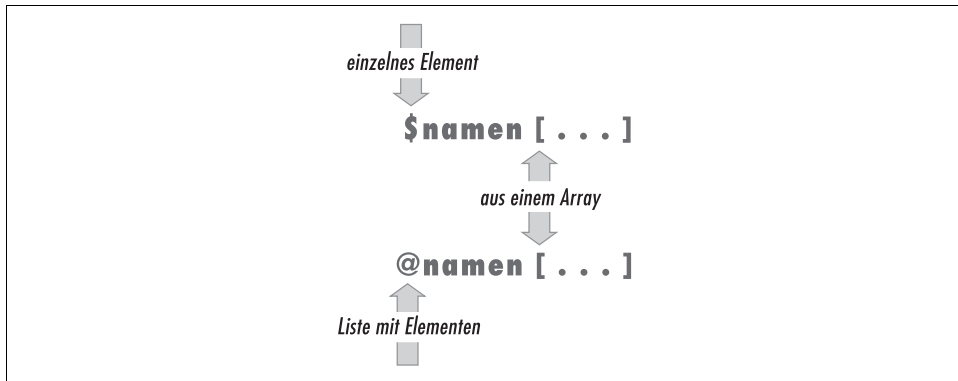 einzelnes Element
$namen [ . . . ]
aus einem Array
@namen [ . . . ]
Liste mit Elementen